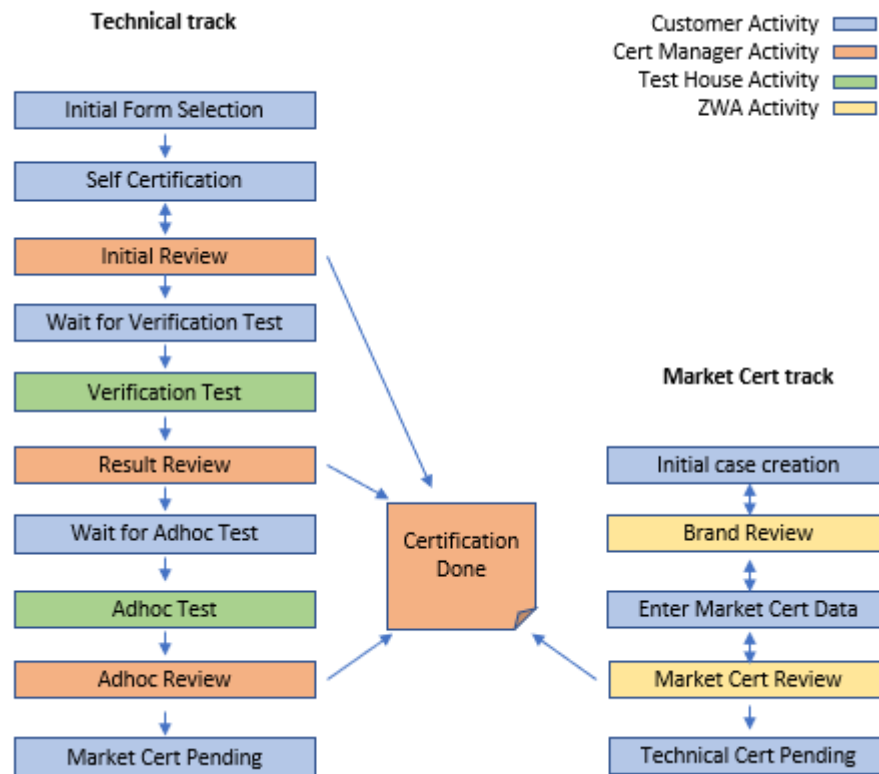 Technical track
Customer Activity
Cert Manager Activity
Test House Activity
ZWA Activity
Initial Form Selection
Self Certification
Initial Review
Wait for Verification Test
Verification Test
Result Review
Wait for Adhoc Test
Adhoc Test
Adhoc Review
Market Cert Pending
Certification
Done
Market Cert track
Initial case creation
Brand Review
Enter Market Cert Data
Market Cert Review
Technical Cert Pending